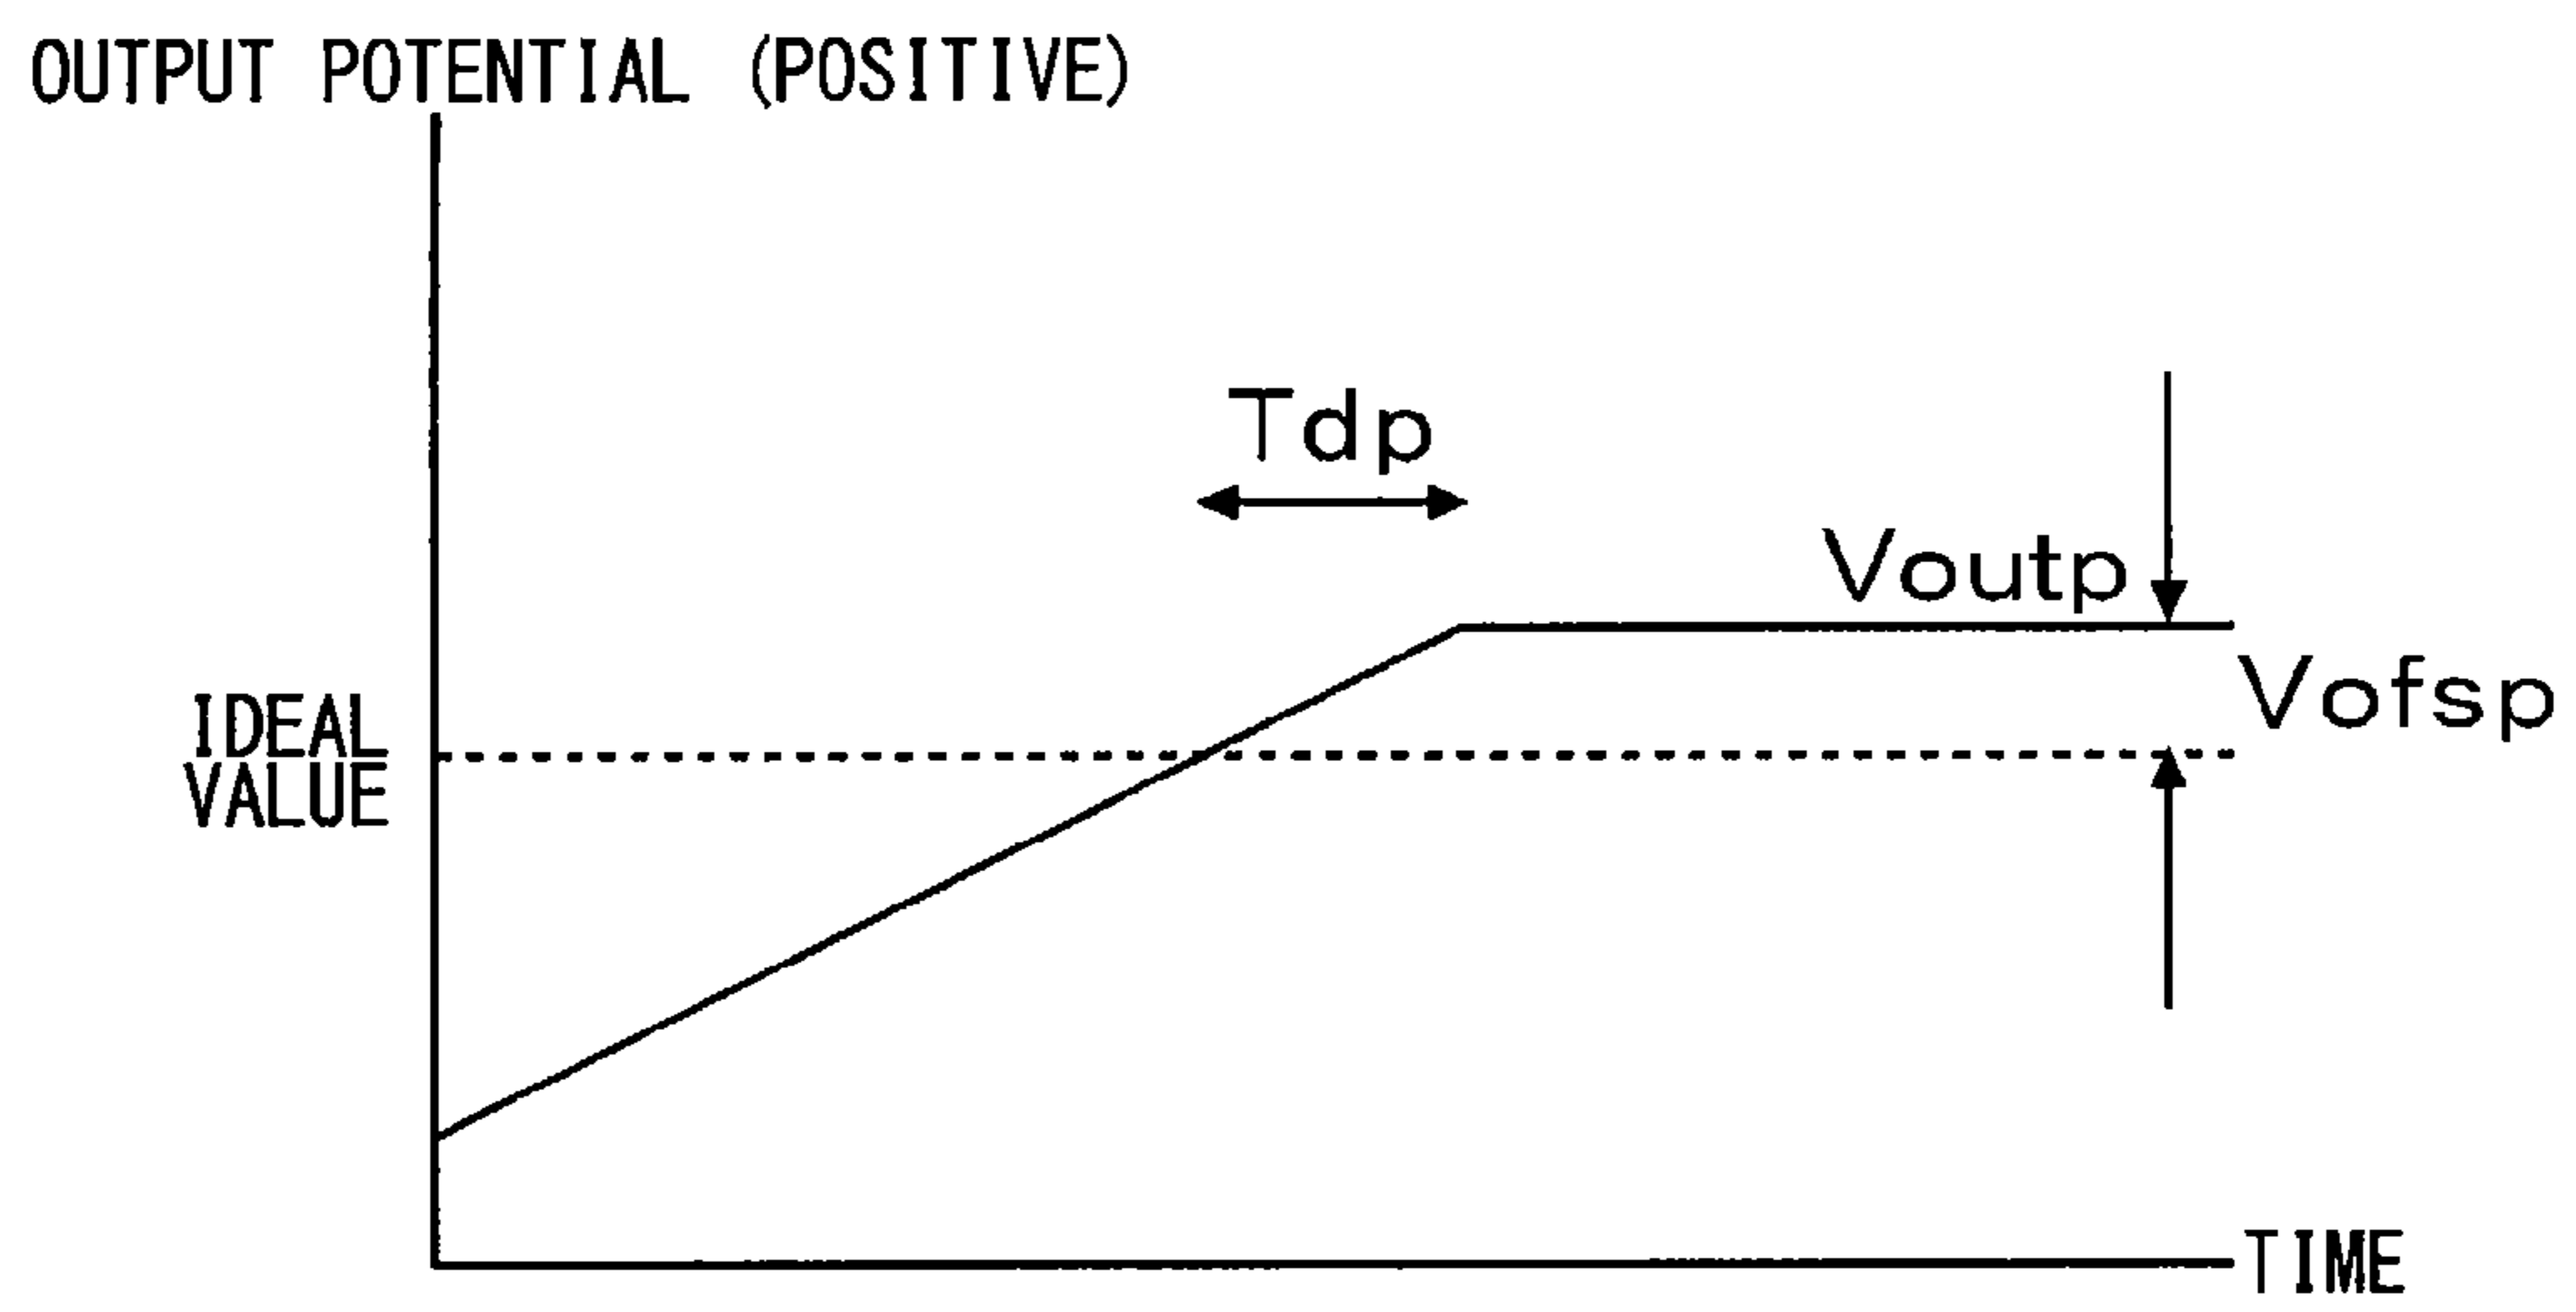 OUTPUT POTENTIAL (POSITIVE)
Tdp
Voutp
Vofsp
IDEAL
VALUE
TIME